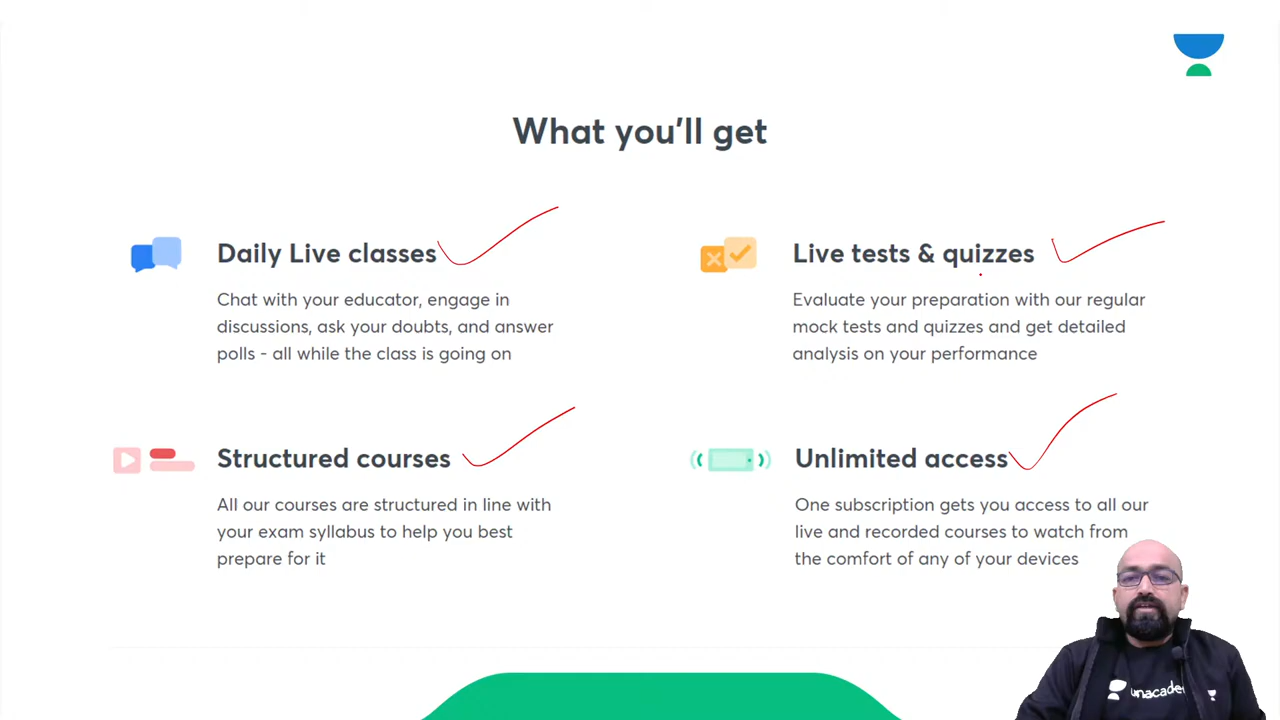 What you'll get
Daily Live classes
Chat with your educator, engage in
discussions, ask your doubts, and answer
polls - all while the class is going on
Live tests & quizzes
Evaluate your preparation with our regular
mock tests and quizzes and get detailed
analysis on your performance
Structured courses
All our courses are structured in line with
your exam syllabus to help you best
prepare for it
Unlimited access
One subscription gets you access to all our
live and recorded courses to watch from
the comfort of any of your devices